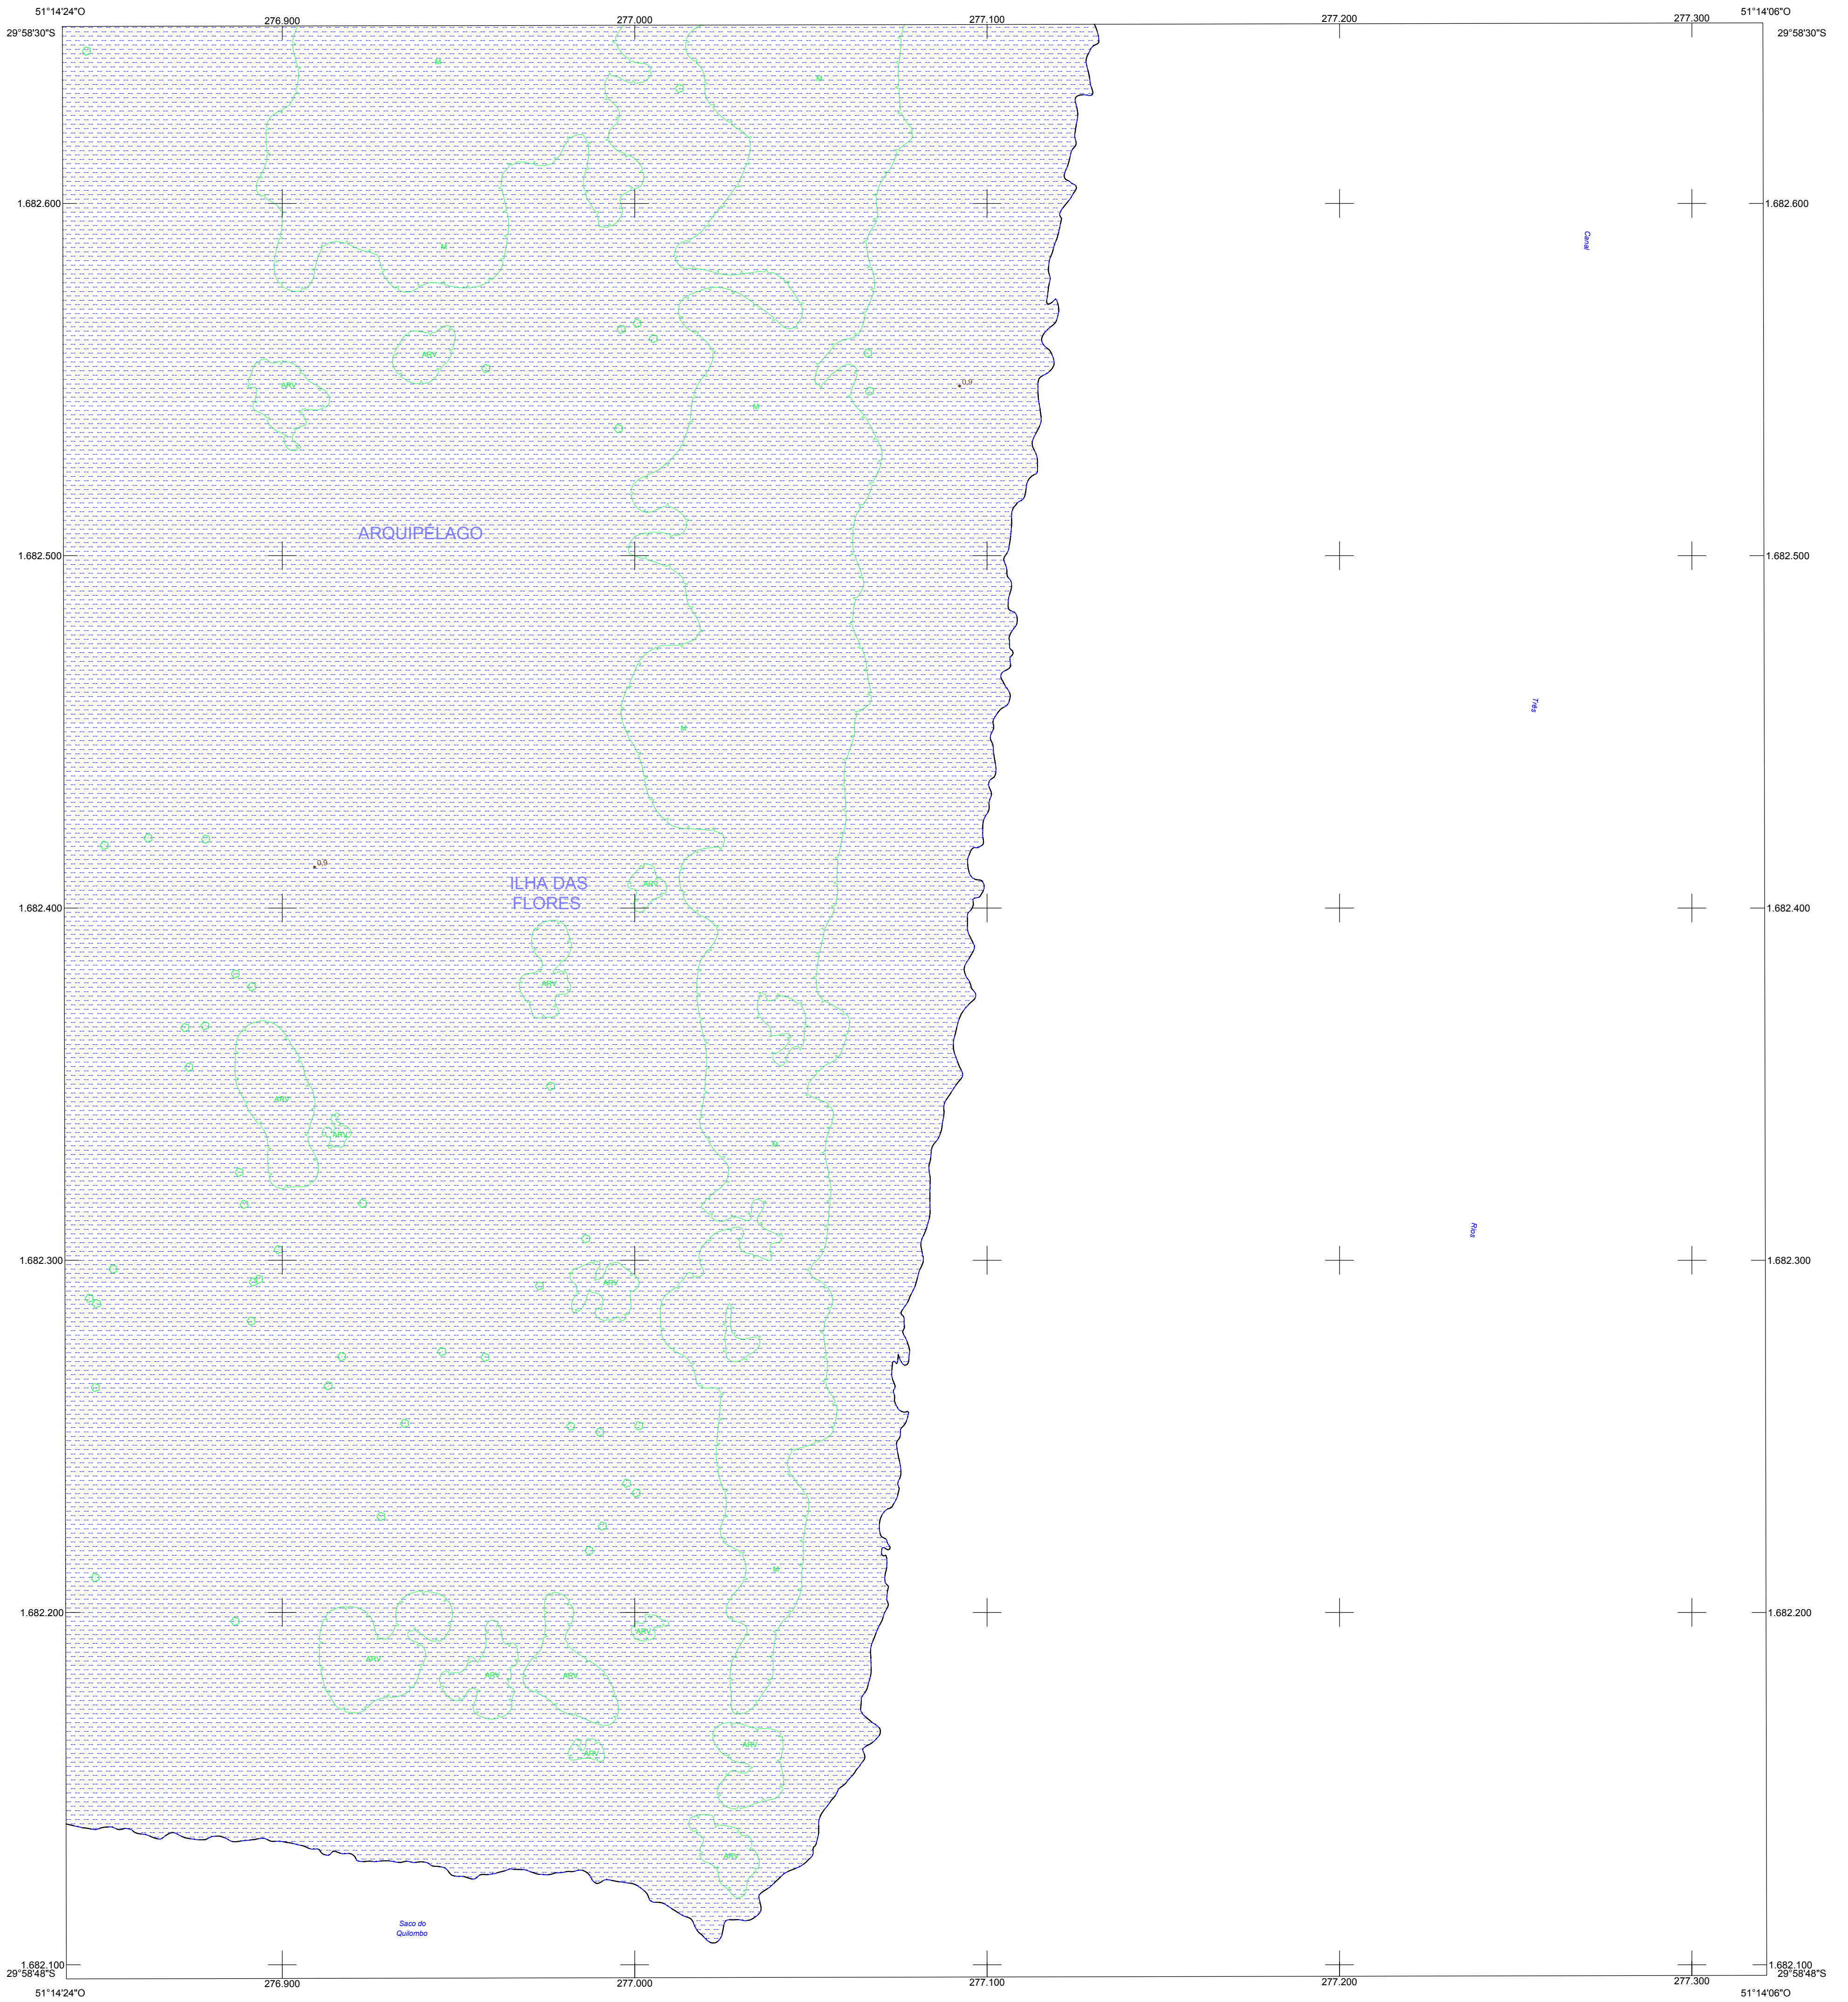 51°14'24"O
276.900
277.000
277.100
277.200
277.300
51°14'06"O
29°58'30"S
29°58'30"S
M
M
1.682.600
1.682.600
Canal
M
ARV
ARV
0,9
M
ARQUIPÉLAGO
1.682.500
1.682.500
Três
M
0,9
ILHA DAS
FLORES
ARV
1.682.400
1.682.400
ARV
ARV
ARV
M
Rios
1.682.300
1.682.300
ARV
M
1.682.200
1.682.200
ARV
ARV
ARV
ARV
ARV
ARV
ARV
Saco do
Quilombo
1.682.100
1.682.100
29°58'48"S
29°58'48"S
51°14'24"O
276.900
277.000
277.100
277.200
277.300
51°14'06"O